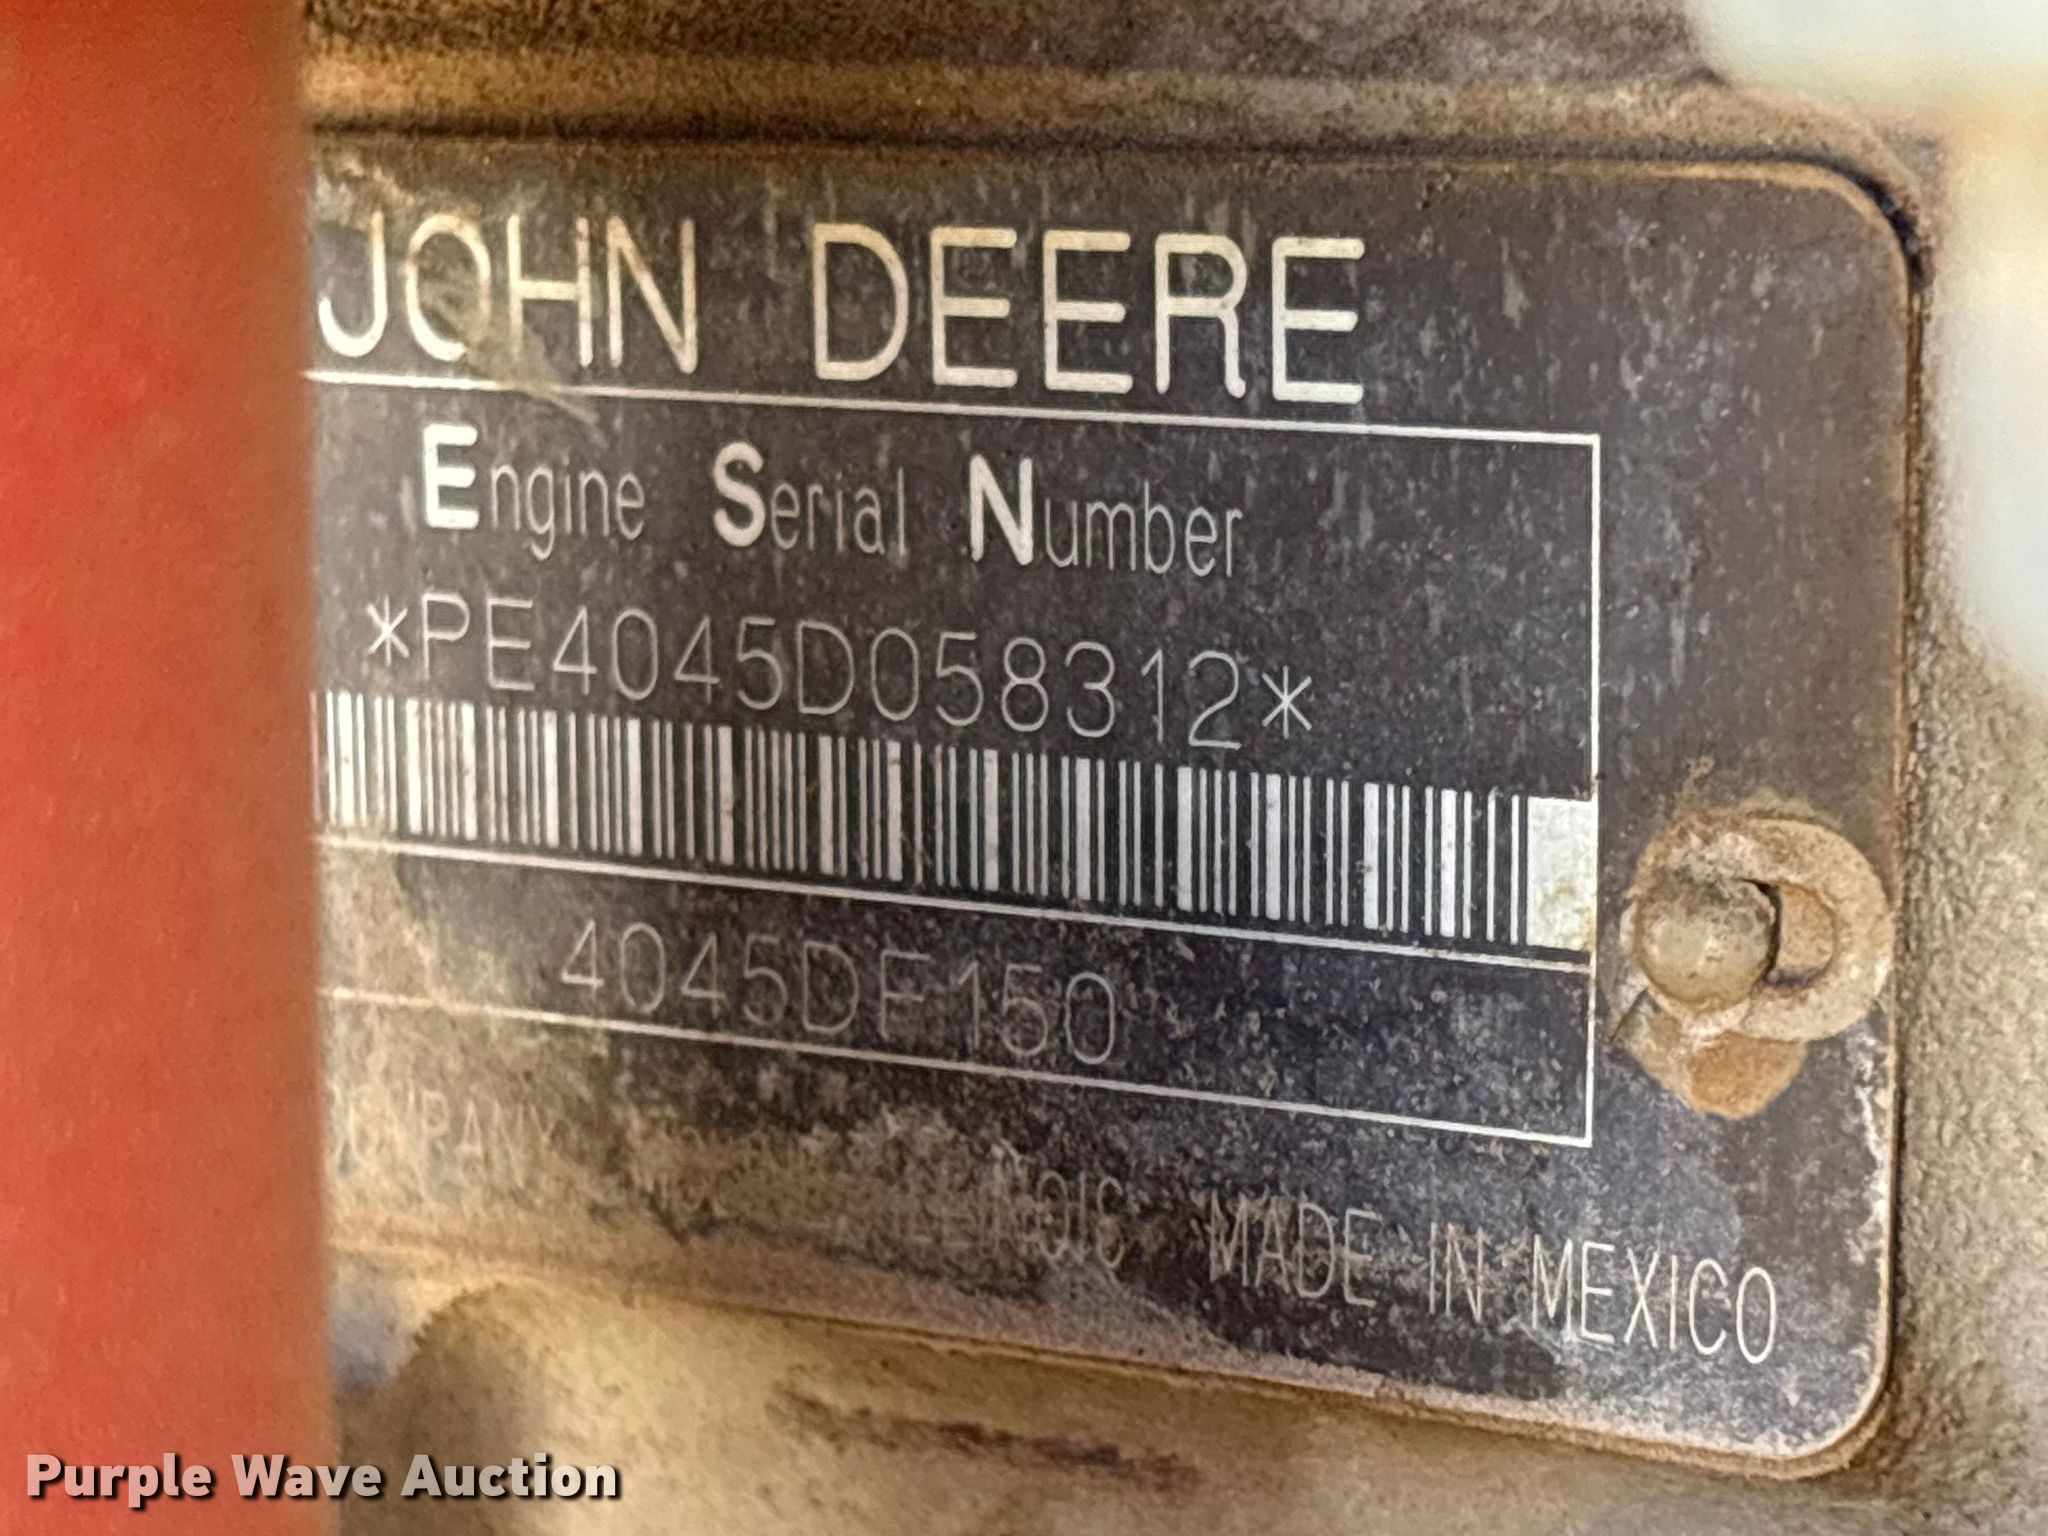 JOHN DEERE
Engine Serial Number
*PE4045D058312*
4045DF150
MADE IN MEXICO
Purple Wave Auction